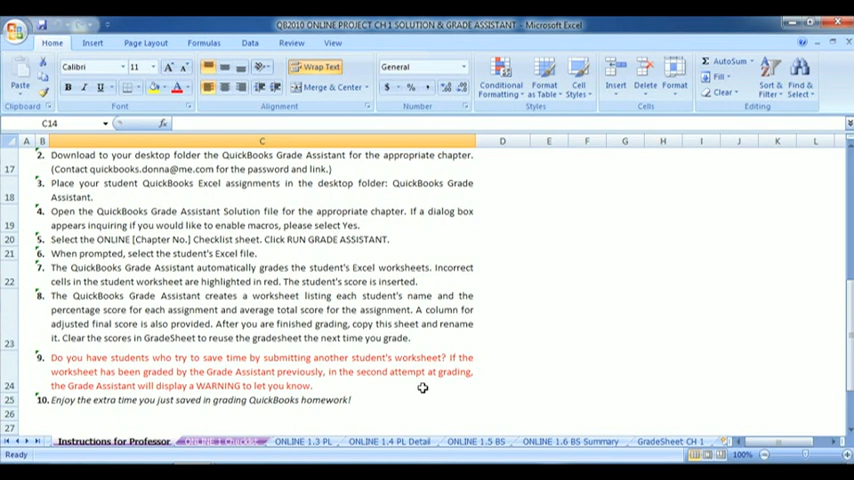 QB2010 ONLINE PROJECT CH 1 SOLUTION & GRADE ASSISTANT - Microsoft Excel
Home Insert Page Layout Formulas Data Review View
Paste
Calibri 11
Wrap Text
General
Conditional Formatting
Format as Table
Cell Styles
Insert Delete Format
AutoSum
Fill
Clear
Sort & Filter
Find & Select
Merge & Center
Clipboard Font Alignment Number Styles Cells Editing
C14
fx
A B C D E F G H I J K L
2. Download to your desktop folder the QuickBooks Grade Assistant for the appropriate chapter.
17 (Contact quickbooks.donna@me.com for the password and link.)
3. Place your student QuickBooks Excel assignments in the desktop folder: QuickBooks Grade
18 Assistant.
4. Open the QuickBooks Grade Assistant Solution file for the appropriate chapter. If a dialog box
19 appears inquiring if you would like to enable macros, please select Yes.
20 5. Select the ONLINE [Chapter No.] Checklist sheet. Click RUN GRADE ASSISTANT.
21 6. When prompted, select the student's Excel file.
7. The QuickBooks Grade Assistant automatically grades the student's Excel worksheets. Incorrect
22 cells in the student worksheet are highlighted in red. The student's score is inserted.
8. The QuickBooks Grade Assistant creates a worksheet listing each student's name and the
percentage score for each assignment and average total score for the assignment. A column for
adjusted final score is also provided. After you are finished grading, copy this sheet and rename
23 it. Clear the scores in GradeSheet to reuse the gradesheet the next time you grade.
9. Do you have students who try to save time by submitting another student's worksheet? If the
worksheet has been graded by the Grade Assistant previously, in the second attempt at grading,
24 the Grade Assistant will display a WARNING to let you know.
25 10. Enjoy the extra time you just saved in grading QuickBooks homework!
26
27
Instructions for Professor ONLINE 1 Checklist ONLINE 1.3 PL ONLINE 1.4 PL Detail ONLINE 1.5 BS ONLINE 1.6 BS Summary GradeSheet CH 1
Ready 100%